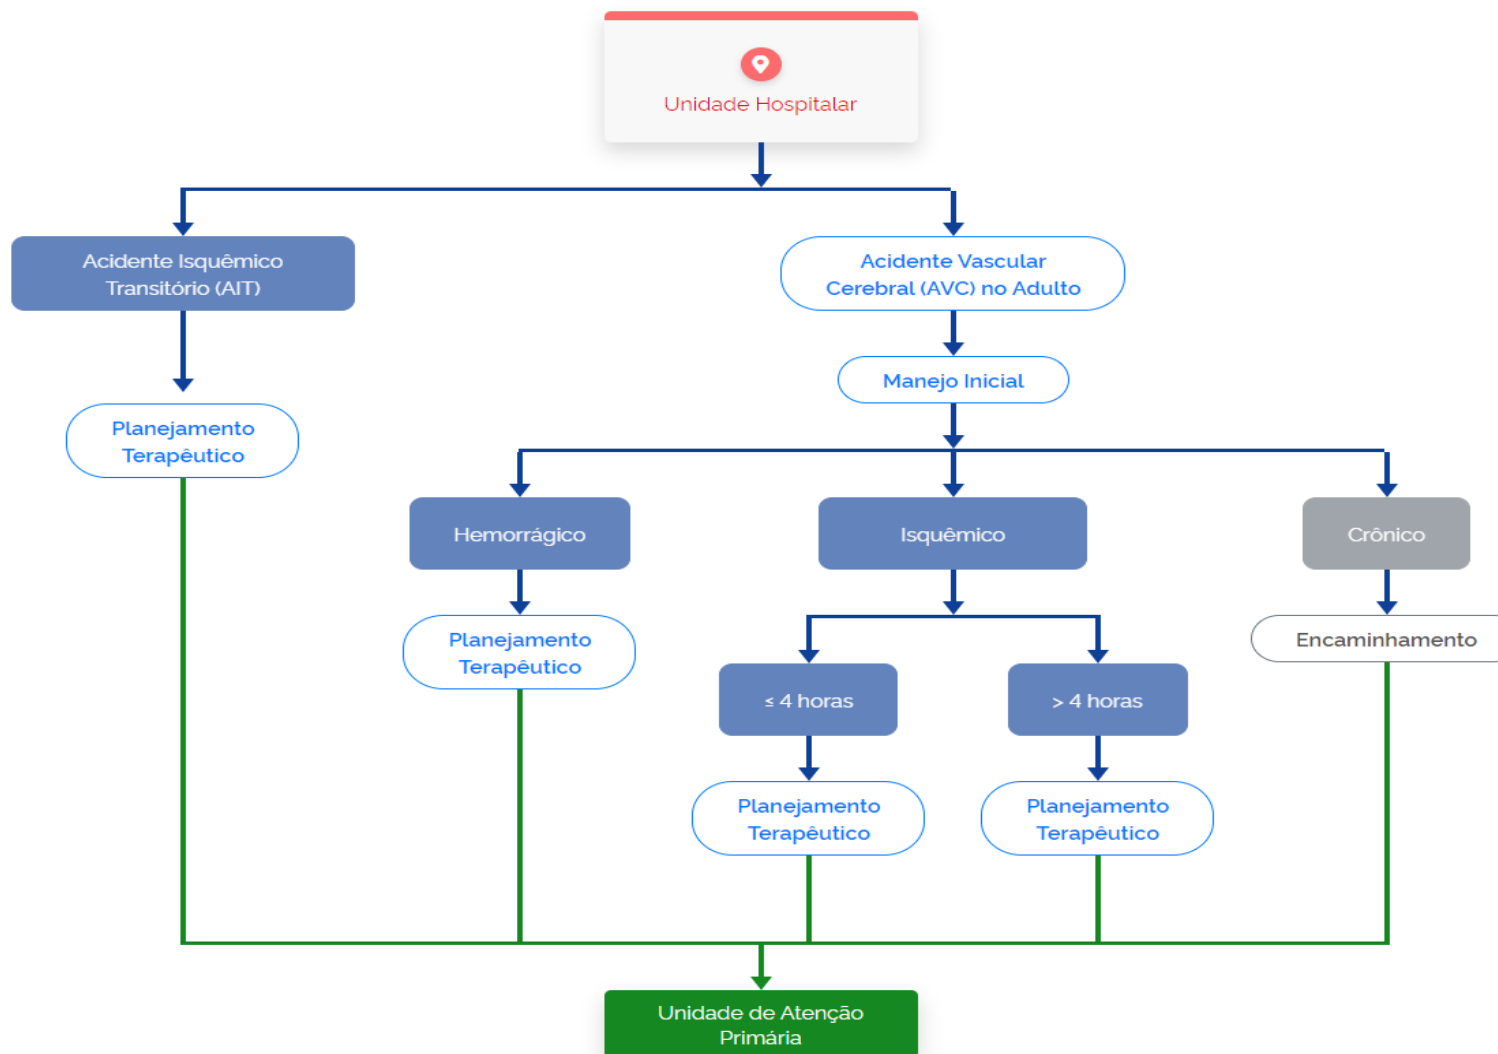 Unidade Hospitalar
Acidente Isquêmico
Transitório (AIT)
Acidente Vascular
Cerebral (AVC) no Adulto
Manejo Inicial
Planejamento
Terapêutico
Hemorrágico
Isquêmico
Crônico
Planejamento
Terapêutico
Encaminhamento
≤ 4 horas
> 4 horas
Planejamento
Terapêutico
Planejamento
Terapêutico
Unidade de Atenção
Primária